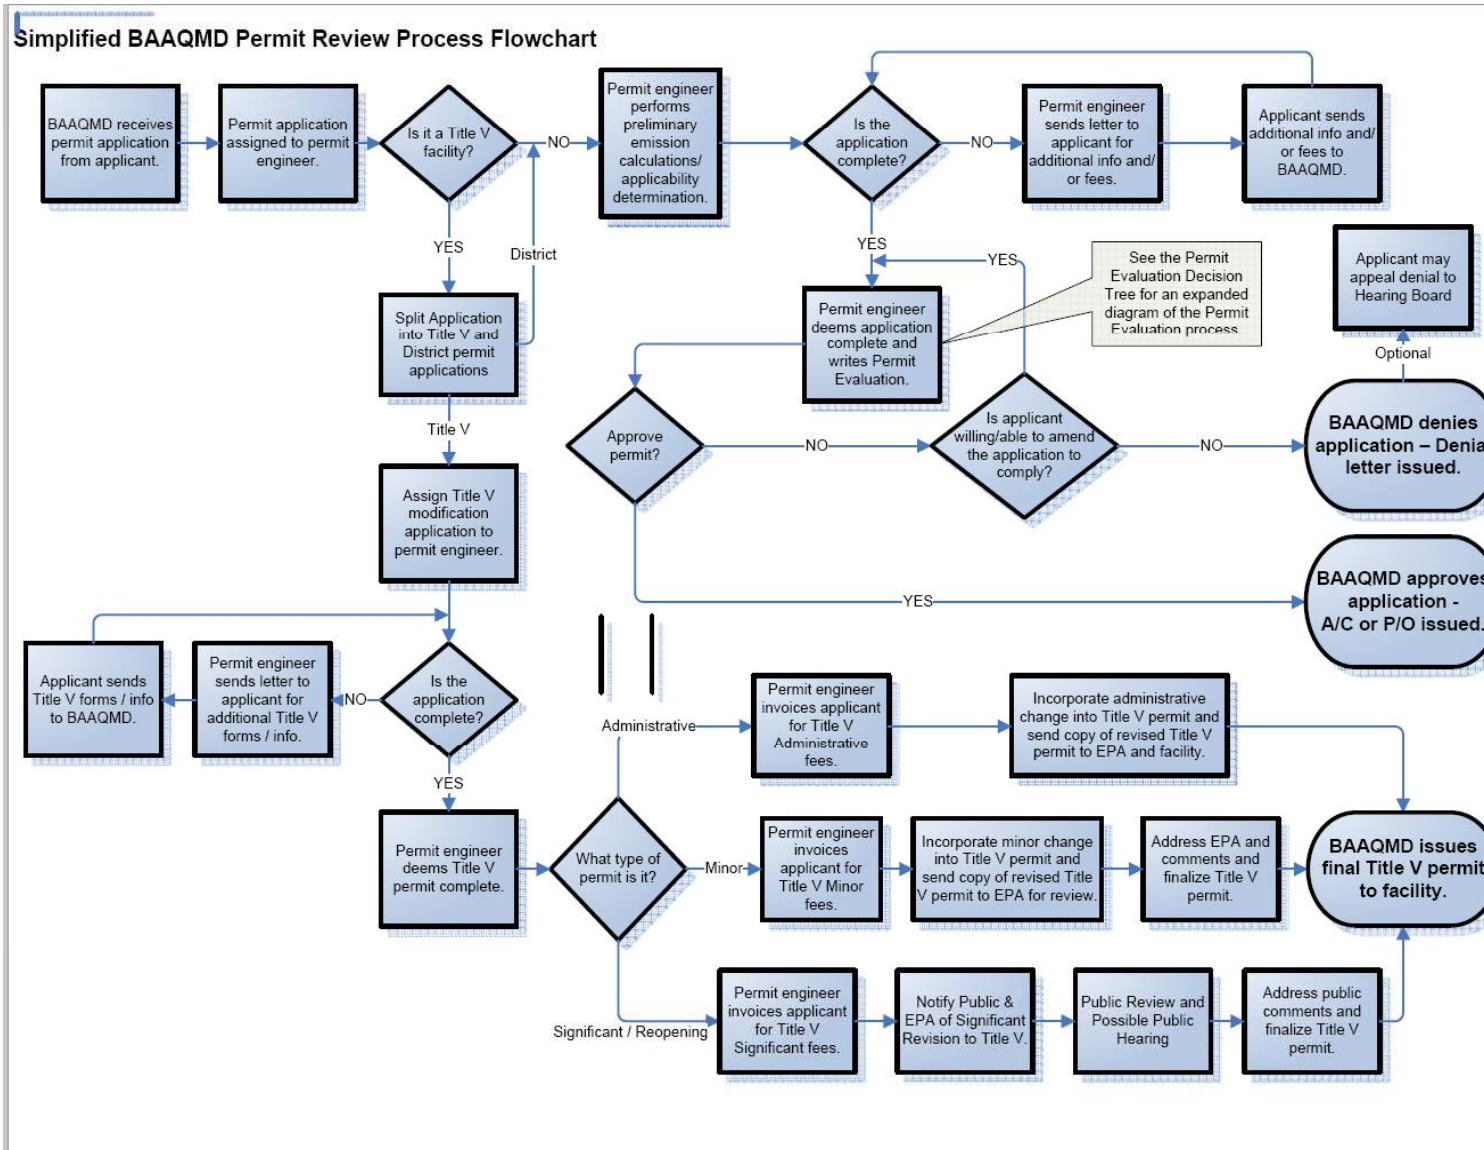 Simplified BAAQMD Permit Review Process Flowchart
BAAQMD receives
permit application
from applicant.
Permit application
assigned to permit
engineer.
Is it a Title V
facility?
NO
Permit engineer
performs
preliminary
emission
calculations/
applicability
determination.
Is the
application
complete?
NO
Permit engineer
sends letter to
applicant for
additional info and/
or fees.
Applicant sends
additional info and/
or fees to
BAAQMD.
YES
District
YES
YES
See the Permit
Evaluation Decision
Tree for an expanded
diagram of the Permit
Evaluation process
Applicant may
appeal denial to
Hearing Board
Optional
Split Application
into Title V and
District permit
applications
Permit engineer
deems application
complete and
writes Permit
Evaluation.
Title V
Approve
permit?
NO
Is applicant
willing/able to amend
the application to
comply?
NO
BAAQMD denies
application – Denia
letter issued.
Assign Title V
modification
application to
permit engineer.
YES
BAAQMD approves
application -
A/C or P/O issued.
Applicant sends
Title V forms / info
to BAAQMD.
Permit engineer
sends letter to
applicant for
additional Title V
forms / info.
NO
Is the
application
complete?
YES
Administrative
Permit engineer
invoices applicant
for Title V
Administrative
fees.
Incorporate administrative
change into Title V permit and
send copy of revised Title V
permit to EPA and facility.
Permit engineer
deems Title V
permit complete.
What type of
permit is it?
Minor
Permit engineer
invoices
applicant for
Title V Minor
fees.
Incorporate minor change
into Title V permit and
send copy of revised Title
V permit to EPA for review.
Address EPA and
comments and
finalize Title V
permit.
BAAQMD issues
final Title V permit
to facility.
Significant / Reopening
Permit engineer
invoices applicant
for Title V
Significant fees.
Notify Public &
EPA of Significant
Revision to Title V.
Public Review and
Possible Public
Hearing
Address public
comments and
finalize Title V
permit.